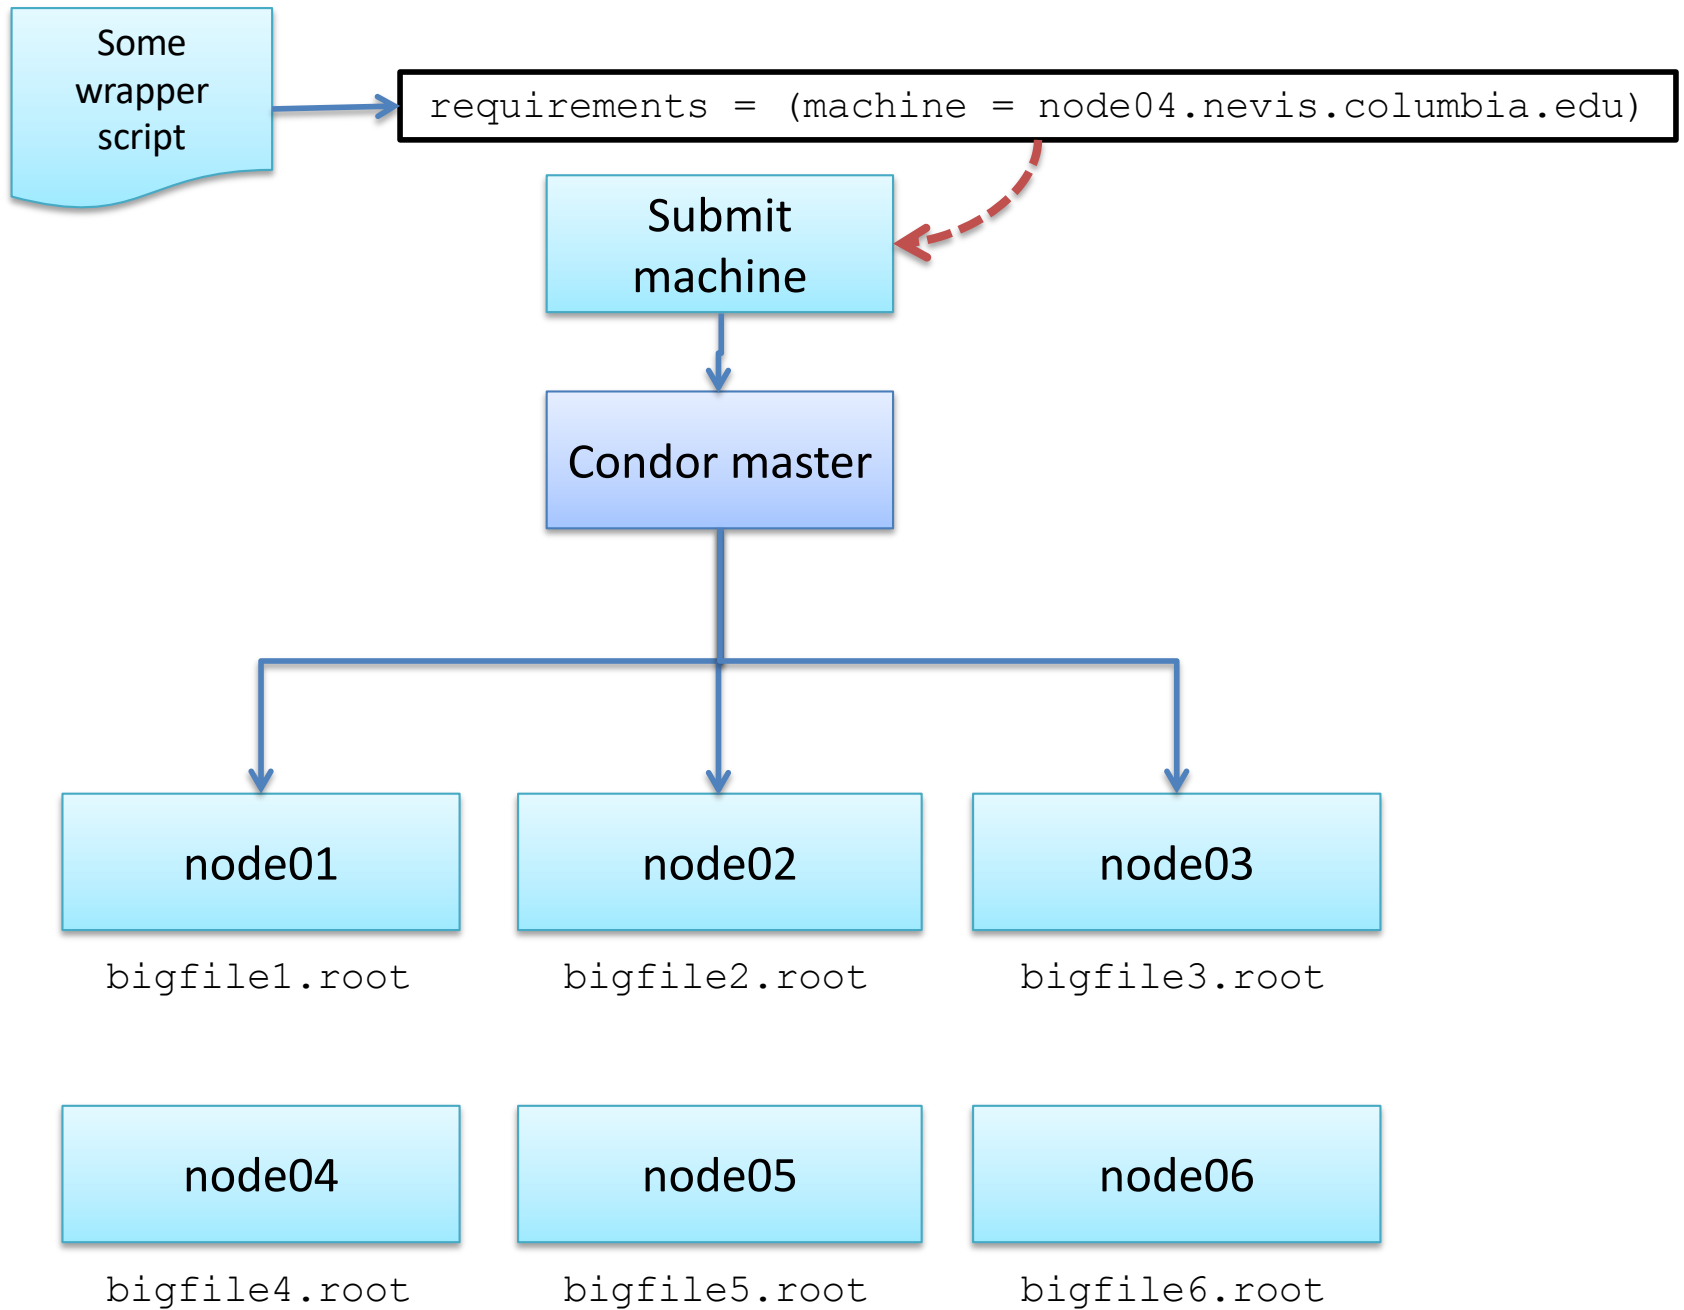 Some
wrapper
script
requirements = (machine = node04.nevis.columbia.edu)
Submit
machine
Condor master
node01
node02
node03
bigfile1.root
bigfile2.root
bigfile3.root
node04
node05
node06
bigfile4.root
bigfile5.root
bigfile6.root